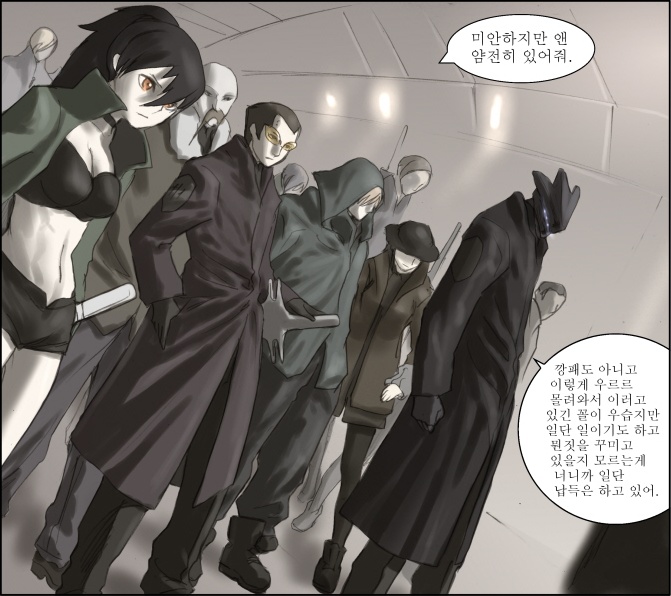 미안하지만 앤
얌전히 있어줘.
깡패도 아니고
이렇게 우르르
몰려와서 이러고
있긴 꼴이 우습지만
일단 일이기도 하고
뭔짓을 꾸미고
있을지 모르는게
너니까 일단
납득은 하고 있어.